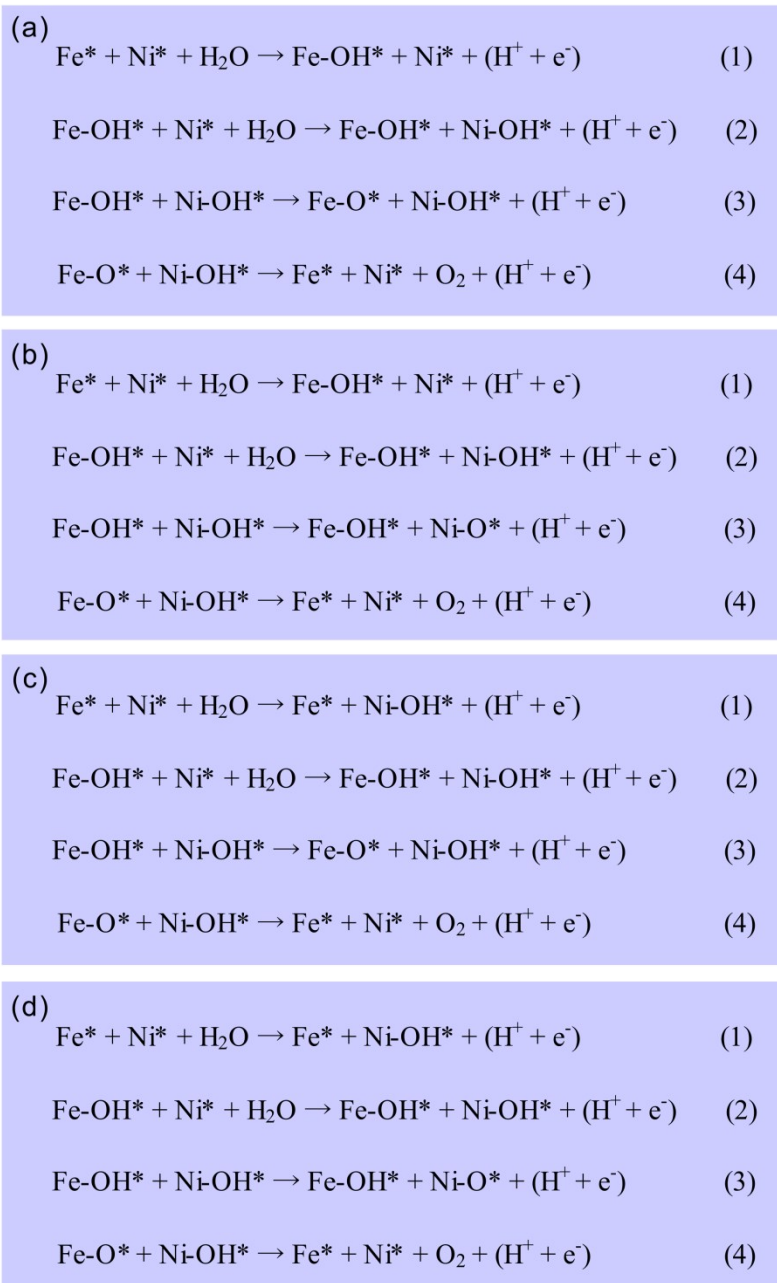 (a)
Fe* + Ni* + H₂O → Fe-OH* + Ni* + (H⁺ + e⁻) (1)
Fe-OH* + Ni* + H₂O → Fe-OH* + Ni-OH* + (H⁺ + e⁻) (2)
Fe-OH* + Ni-OH* → Fe-O* + Ni-OH* + (H⁺ + e⁻) (3)
Fe-O* + Ni-OH* → Fe* + Ni* + O₂ + (H⁺ + e⁻) (4)
(b)
Fe* + Ni* + H₂O → Fe-OH* + Ni* + (H⁺ + e⁻) (1)
Fe-OH* + Ni* + H₂O → Fe-OH* + Ni-OH* + (H⁺ + e⁻) (2)
Fe-OH* + Ni-OH* → Fe-OH* + Ni-O* + (H⁺ + e⁻) (3)
Fe-O* + Ni-OH* → Fe* + Ni* + O₂ + (H⁺ + e⁻) (4)
(c)
Fe* + Ni* + H₂O → Fe* + Ni-OH* + (H⁺ + e⁻) (1)
Fe-OH* + Ni* + H₂O → Fe-OH* + Ni-OH* + (H⁺ + e⁻) (2)
Fe-OH* + Ni-OH* → Fe-O* + Ni-OH* + (H⁺ + e⁻) (3)
Fe-O* + Ni-OH* → Fe* + Ni* + O₂ + (H⁺ + e⁻) (4)
(d)
Fe* + Ni* + H₂O → Fe* + Ni-OH* + (H⁺ + e⁻) (1)
Fe-OH* + Ni* + H₂O → Fe-OH* + Ni-OH* + (H⁺ + e⁻) (2)
Fe-OH* + Ni-OH* → Fe-OH* + Ni-O* + (H⁺ + e⁻) (3)
Fe-O* + Ni-OH* → Fe* + Ni* + O₂ + (H⁺ + e⁻) (4)